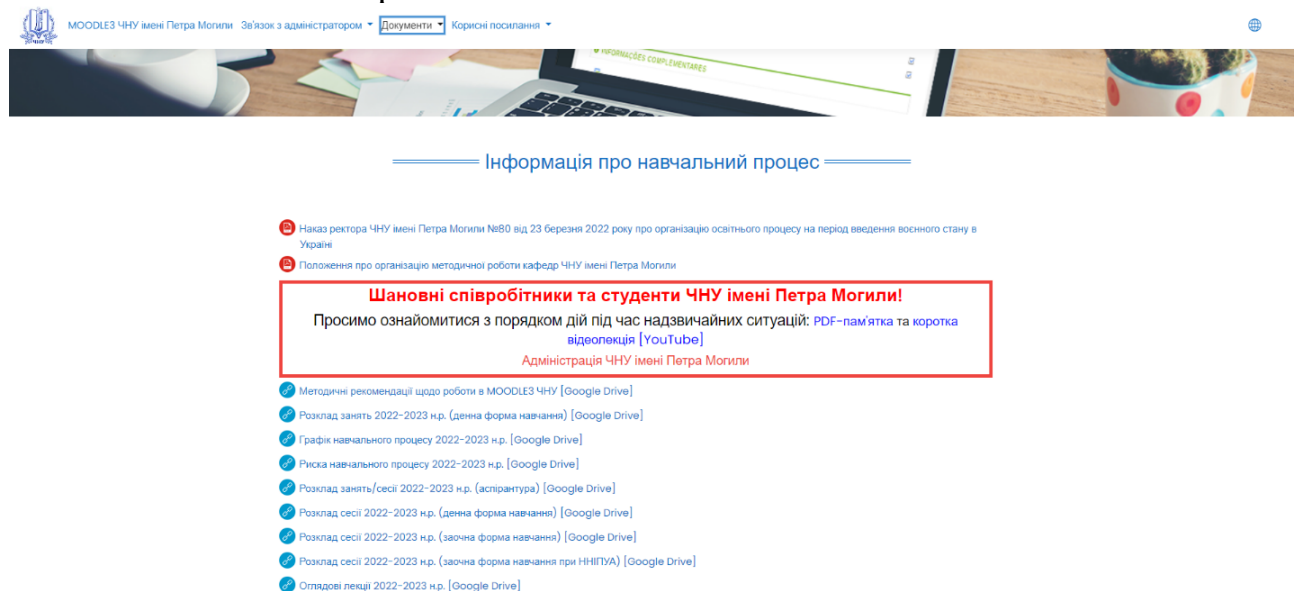 MOODLE3 ЧНУ імені Петра Могили Зв'язок з адміністратором Документи Корисні посилання
INFORMAÇÕES COMPLEMENTARES
Інформація про навчальний процес
Наказ ректора ЧНУ імені Петра Могили №80 від 23 березня 2022 року про організацію освітнього процесу на період введення воєнного стану в
Україні
Положення про організацію методичної роботи кафедр ЧНУ імені Петра Могили
Шановні співробітники та студенти ЧНУ імені Петра Могили!
Просимо ознайомитися з порядком дій під час надзвичайних ситуацій: PDF-пам'ятка та коротка
відеолекція [YouTube]
Адміністрація ЧНУ імені Петра Могили
Методичні рекомендації щодо роботи в MOODLE3 ЧНУ [Google Drive]
Розклад занять 2022-2023 н.р. (денна форма навчання) [Google Drive]
Графік навчального процесу 2022-2023 н.р. [Google Drive]
Риска навчального процесу 2022-2023 н.р. [Google Drive]
Розклад занять/сесії 2022-2023 н.р. (аспірантура) [Google Drive]
Розклад сесії 2022-2023 н.р. (денна форма навчання) [Google Drive]
Розклад сесії 2022-2023 н.р. (заочна форма навчання) [Google Drive]
Розклад сесії 2022-2023 н.р. (заочна форма навчання при ННІПУА) [Google Drive]
Оглядові лекції 2022-2023 н.р. [Google Drive]